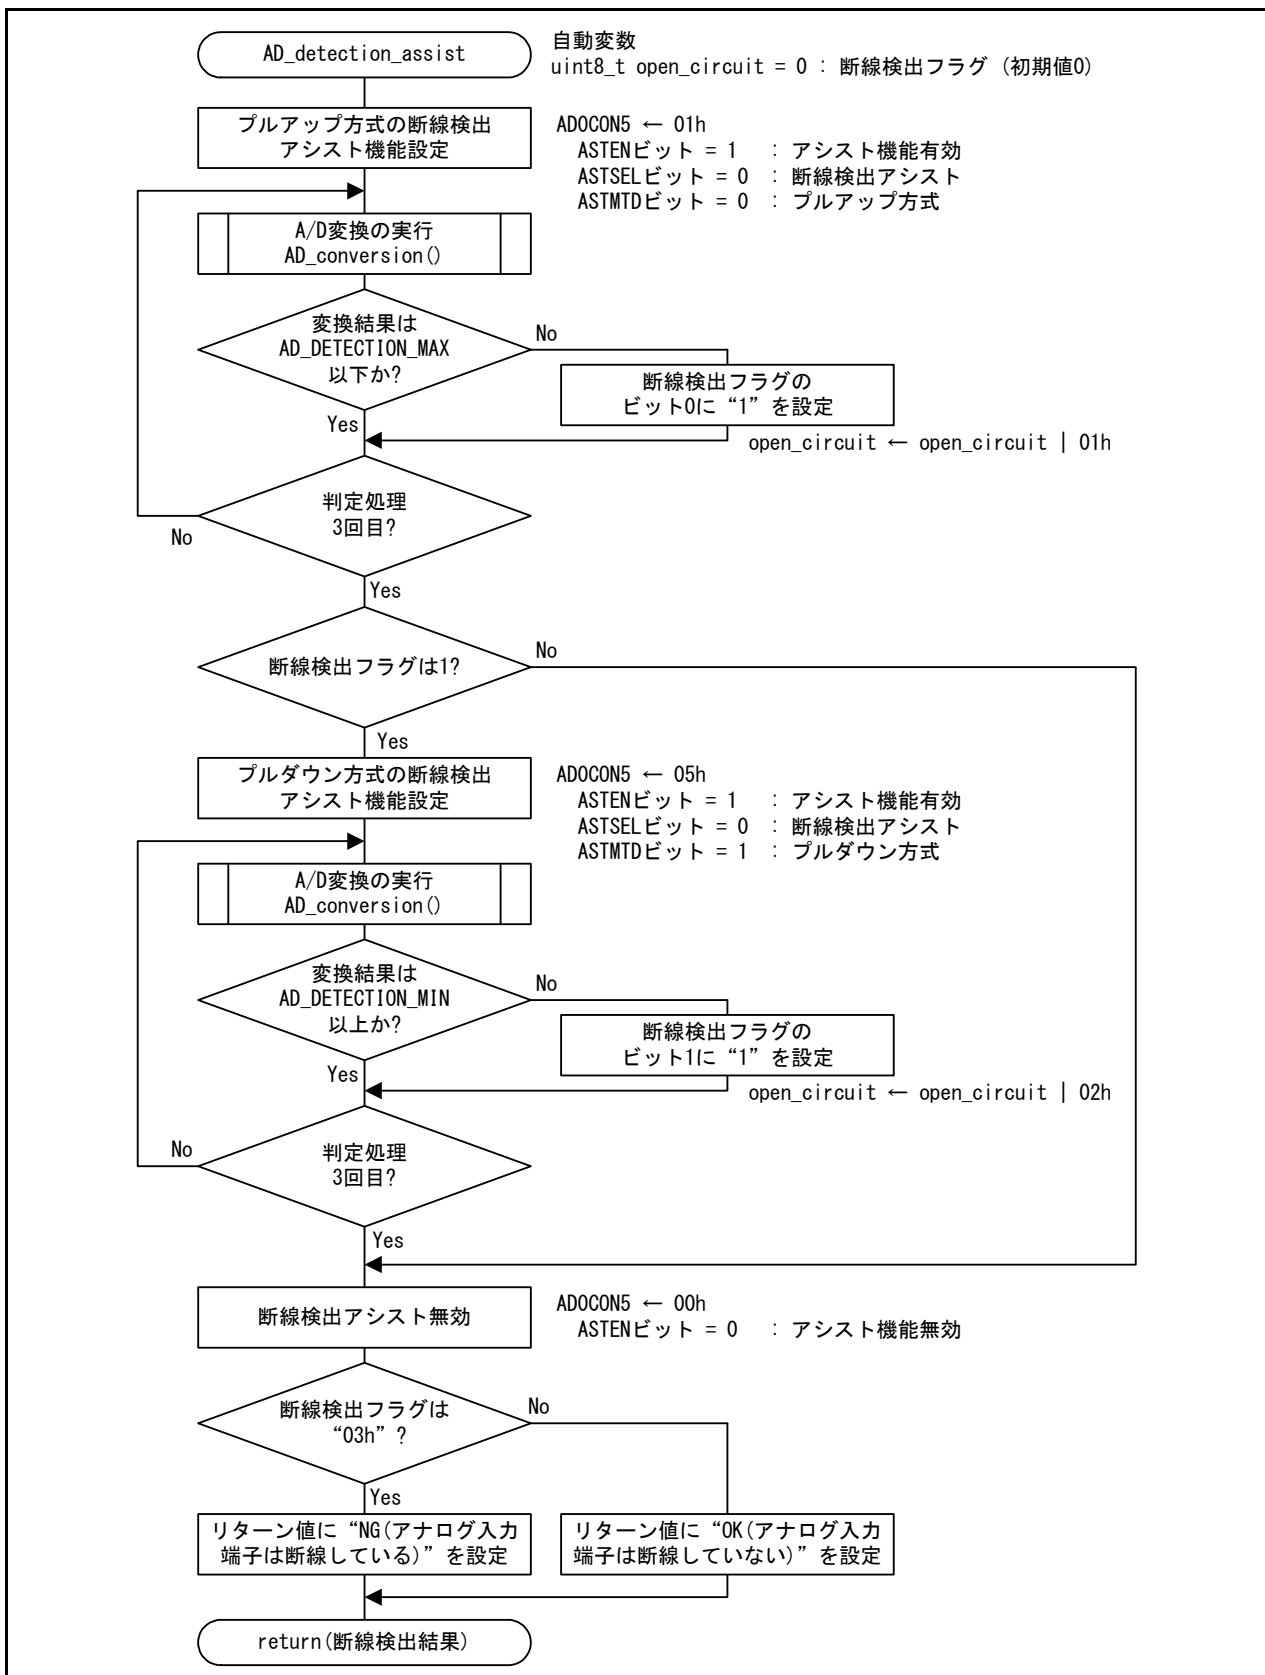 AD_detection_assist
自動変数
uint8_t open_circuit = 0 : 断線検出フラグ (初期値0)
プルアップ方式の断線検出
アシスト機能設定
AD0CON5 ← 01h
ASTENビット = 1 : アシスト機能有効
ASTSELビット = 0 : 断線検出アシスト
ASTMTDビット = 0 : プルアップ方式
A/D変換の実行
AD_conversion()
変換結果は
AD_DETECTION_MAX
以下か?
No
断線検出フラグの
ビット0に“1”を設定
Yes
open_circuit ← open_circuit | 01h
判定処理
3回目?
No
Yes
断線検出フラグは1?
No
Yes
プルダウン方式の断線検出
アシスト機能設定
AD0CON5 ← 05h
ASTENビット = 1 : アシスト機能有効
ASTSELビット = 0 : 断線検出アシスト
ASTMTDビット = 1 : プルダウン方式
A/D変換の実行
AD_conversion()
変換結果は
AD_DETECTION_MIN
以上か?
No
断線検出フラグの
ビット1に“1”を設定
Yes
open_circuit ← open_circuit | 02h
No
判定処理
3回目?
Yes
断線検出アシスト無効
AD0CON5 ← 00h
ASTENビット = 0 : アシスト機能無効
断線検出フラグは
“03h”?
No
Yes
リターン値に“NG(アナログ入力
端子は断線している)”を設定
リターン値に“OK(アナログ入力
端子は断線していない)”を設定
return(断線検出結果)